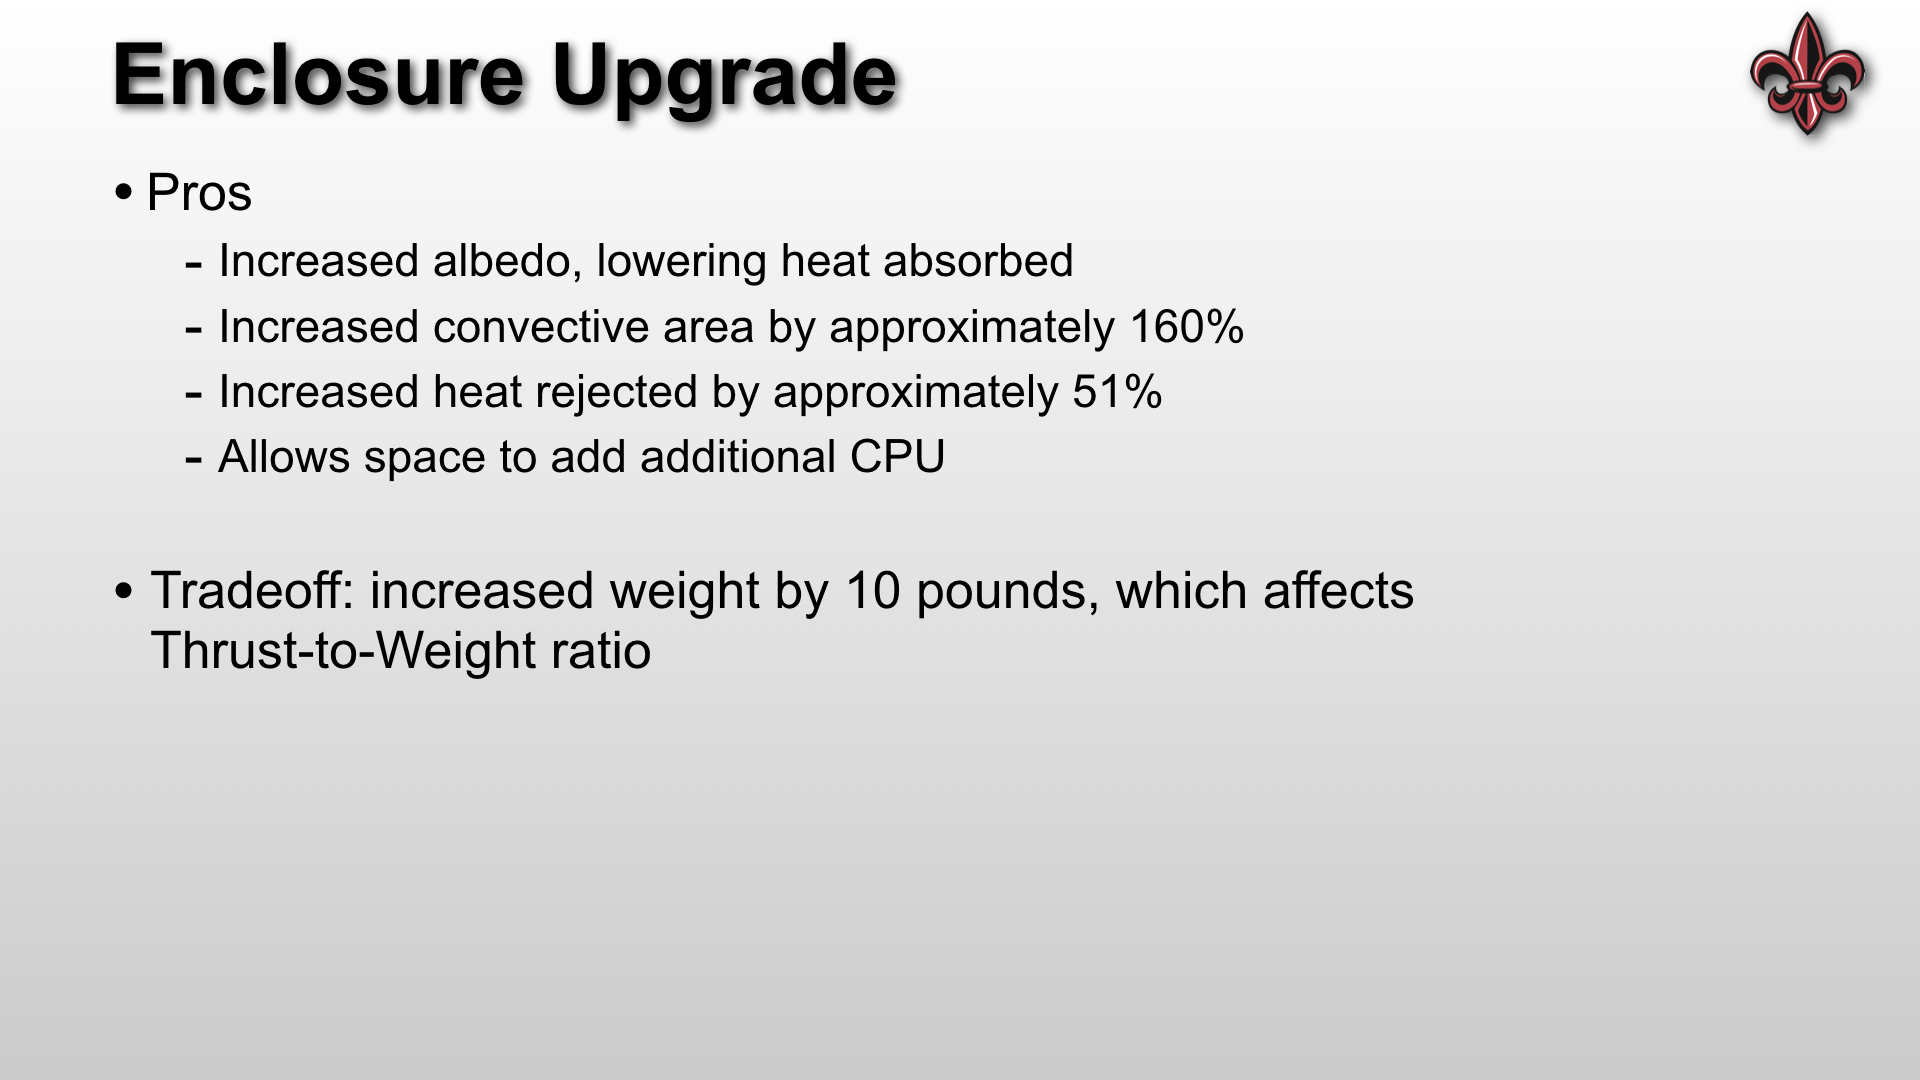 Enclosure Upgrade
• Pros
- Increased albedo, lowering heat absorbed
- Increased convective area by approximately 160%
- Increased heat rejected by approximately 51%
- Allows space to add additional CPU
• Tradeoff: increased weight by 10 pounds, which affects
Thrust-to-Weight ratio